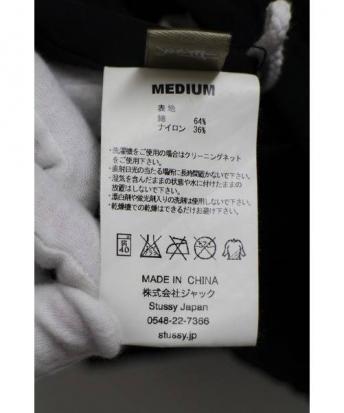 MEDIUM
表地
綿 64%
ナイロン 36%
・洗濯機をご使用の場合はクリーニングネット
をご使用下さい。
・直射日光の当たる場所に長時間置かないで下さい。
・湿気を含んだままの状態や水に付けたままの
放置はしないで下さい。
・漂白剤や蛍光剤入りの洗剤は使用しないで下さい。
・乾燥機での乾燥はできるだけお避け下さい。
MADE IN CHINA
株式会社ジャック
Stussy Japan
0548-22-7366
stussy.jp